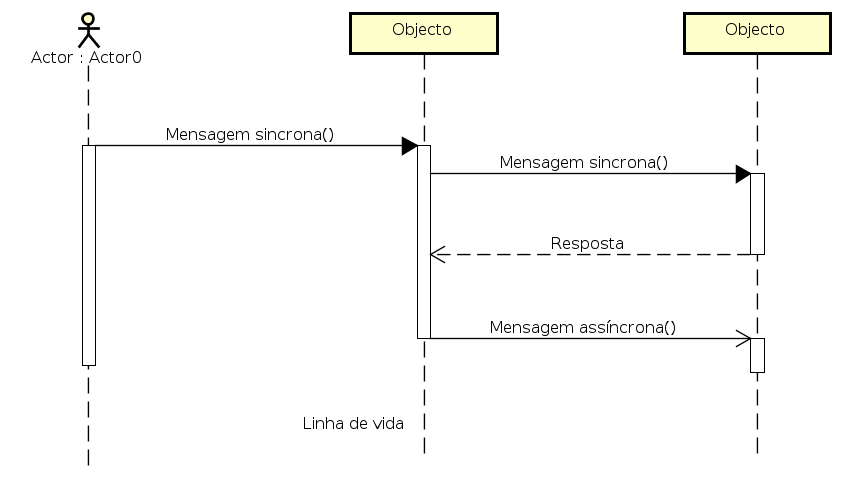 Objecto
Objecto
Actor : Actor0
Mensagem sincrona()
Mensagem sincrona()
Resposta
Mensagem assíncrona()
Linha de vida